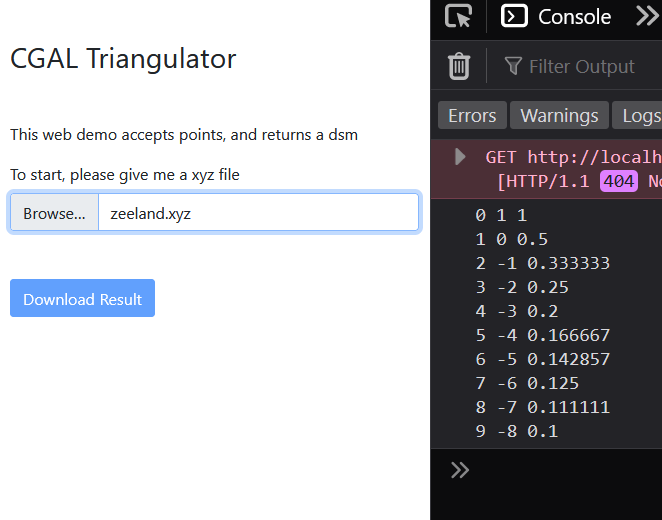 CGAL Triangulator
This web demo accepts points, and returns a dsm
To start, please give me a xyz file
Browse... zeeland.xyz
Download Result
Console
Filter Output
Errors Warnings Logs
GET http://localh
[HTTP/1.1 404 No
0 1 1
1 0 0.5
2 -1 0.333333
3 -2 0.25
4 -3 0.2
5 -4 0.166667
6 -5 0.142857
7 -6 0.125
8 -7 0.111111
9 -8 0.1